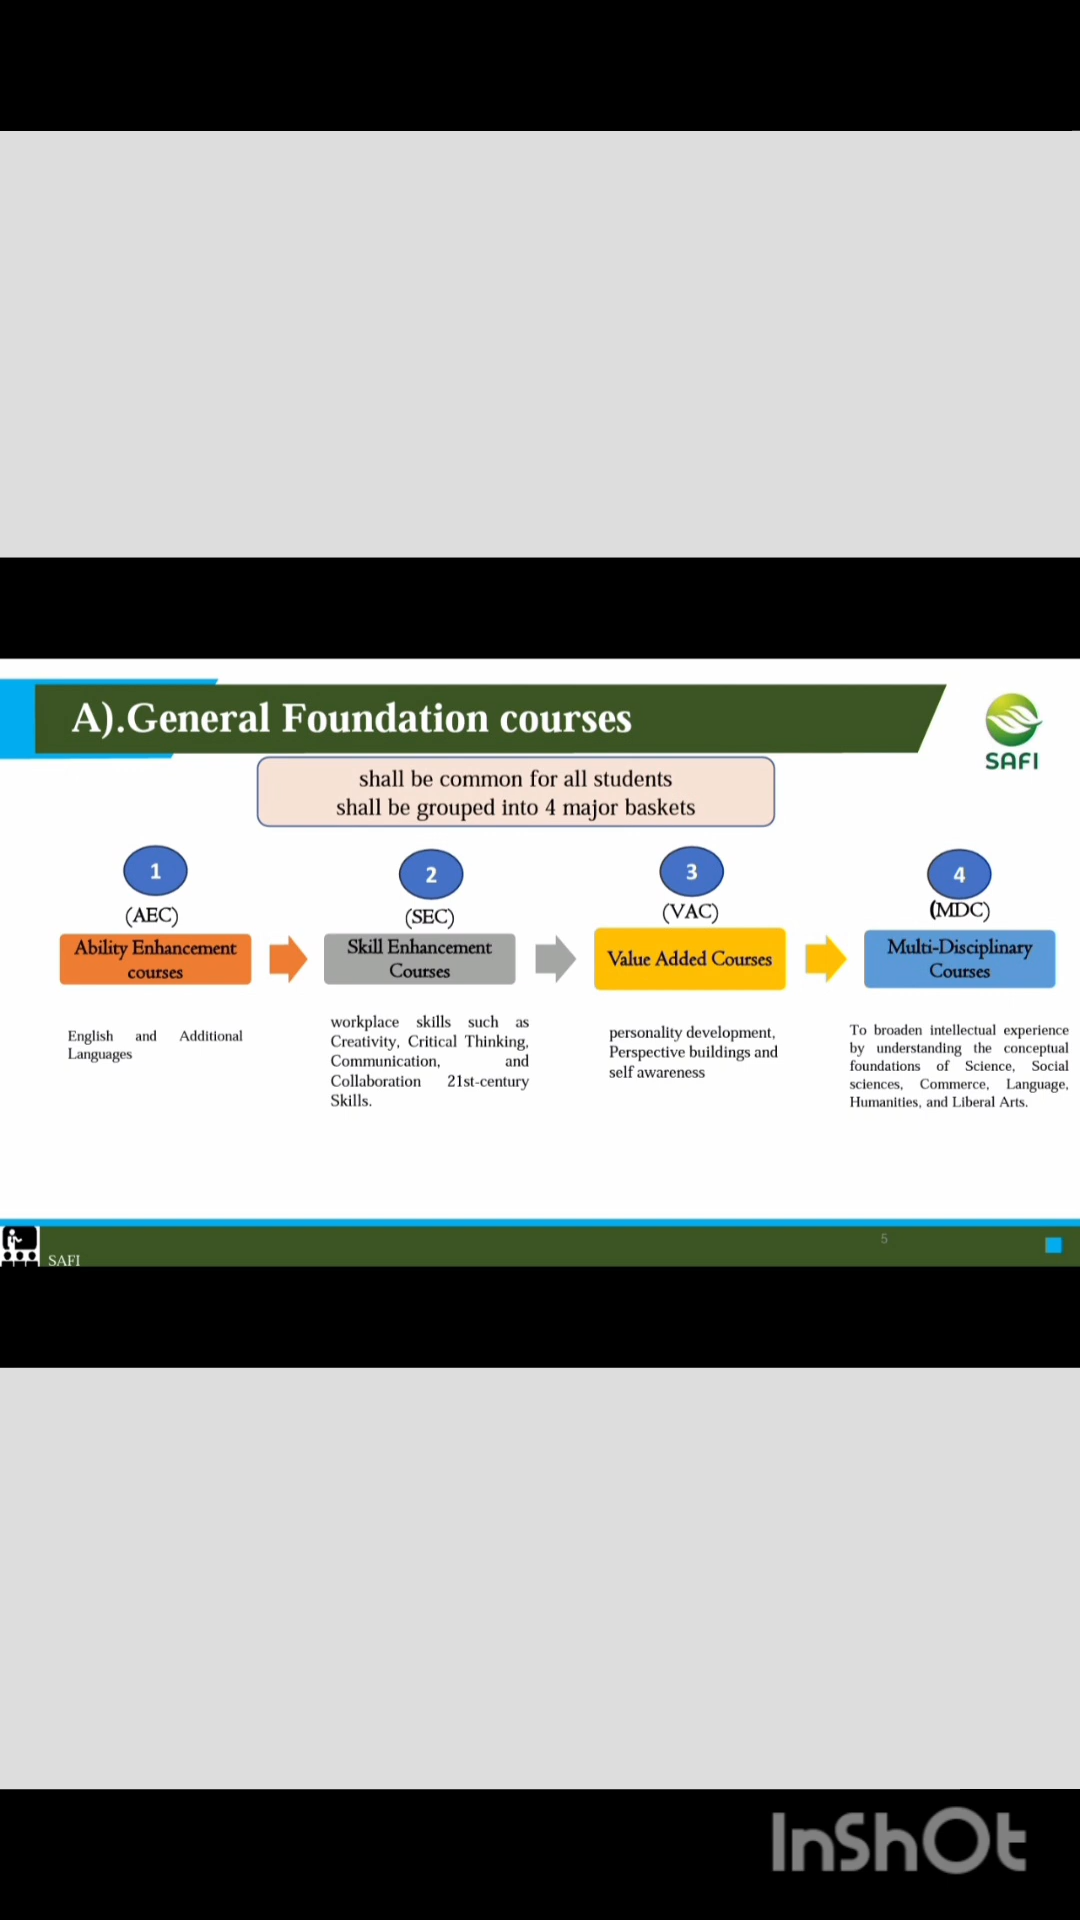 A).General Foundation courses
SAFI
shall be common for all students
shall be grouped into 4 major baskets
1
(AEC)
Ability Enhancement
courses
English and Additional
Languages
2
(SEC)
Skill Enhancement
Courses
workplace skills such as
Creativity, Critical Thinking,
Communication, and
Collaboration 21st-century
Skills.
3
(VAC)
Value Added Courses
personality development,
Perspective buildings and
self awareness
4
(MDC)
Multi-Disciplinary
Courses
To broaden intellectual experience
by understanding the conceptual
foundations of Science, Social
sciences, Commerce, Language,
Humanities, and Liberal Arts.
SAFI
5
InShOt